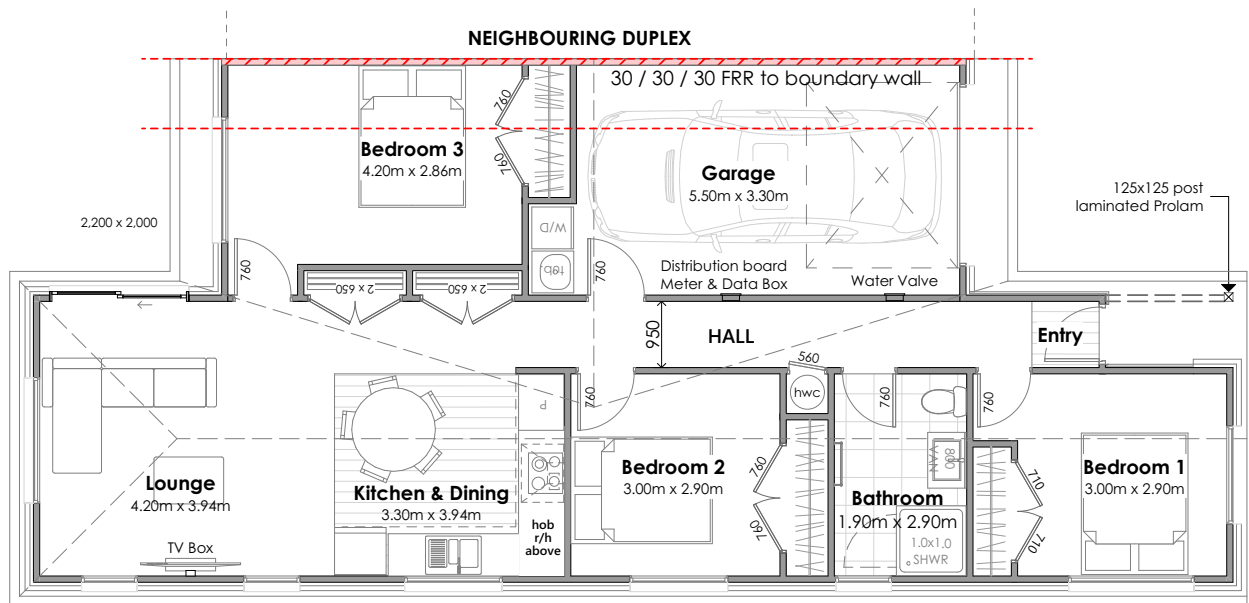 NEIGHBOURING DUPLEX
30 / 30 / 30 FRR to boundary wall
760
760
Bedroom 3
4.20m x 2.86m
Garage
5.50m x 3.30m
125x125 post
laminated Prolam
2,200 x 2,000
W/D
tub
760
2 x 650
2 x 650
760
Distribution board
Meter & Data Box
Water Valve
950
HALL
Entry
560
hwc
760
760
760
P
800
VAN
Lounge
4.20m x 3.94m
Kitchen & Dining
3.30m x 3.94m
Bedroom 2
3.00m x 2.90m
760
760
Bathroom
1.90m x 2.90m
Bedroom 1
3.00m x 2.90m
710
710
hob
r/h
above
TV Box
1.0x1.0
SHWR